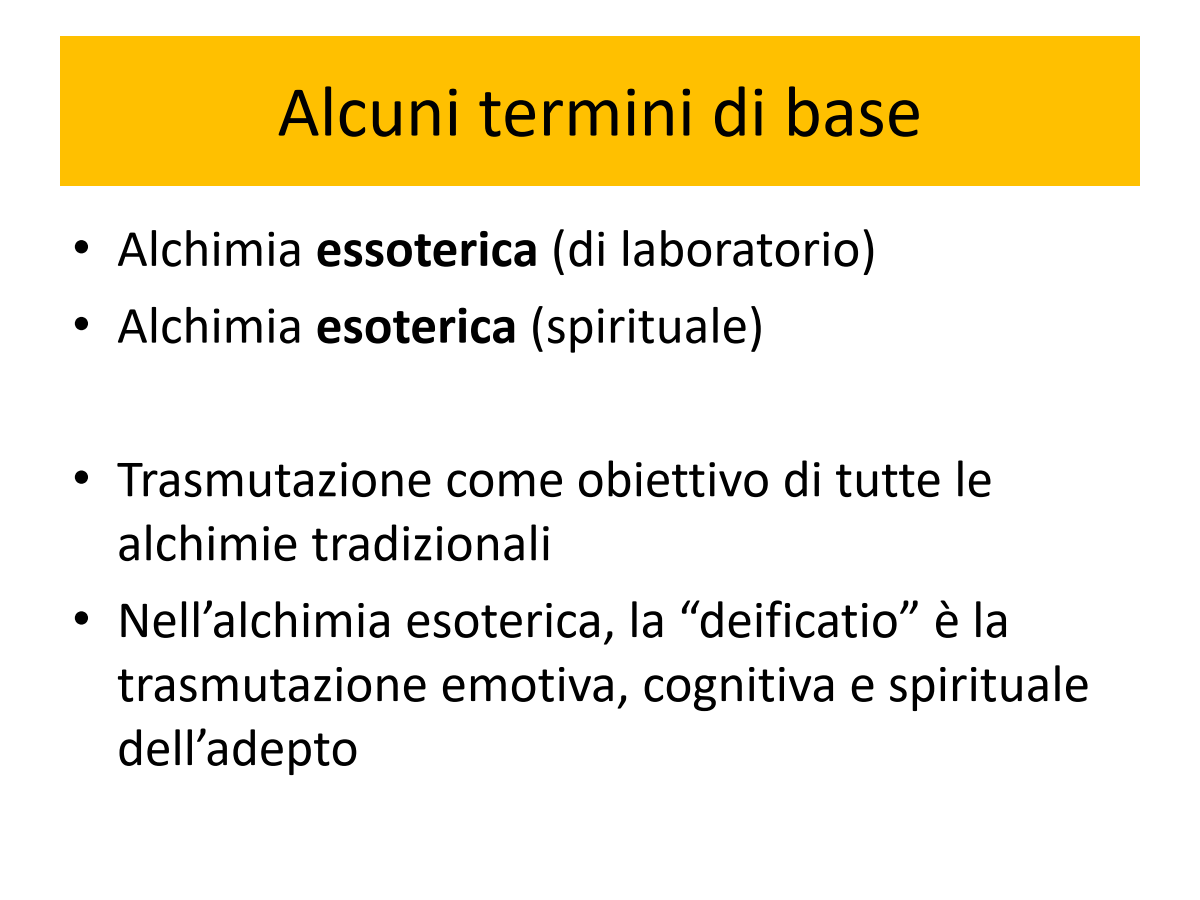 Alcuni termini di base
• Alchimia essoterica (di laboratorio)
• Alchimia esoterica (spirituale)
• Trasmutazione come obiettivo di tutte le
alchimie tradizionali
• Nell’alchimia esoterica, la “deificatio” è la
trasmutazione emotiva, cognitiva e spirituale
dell’adepto